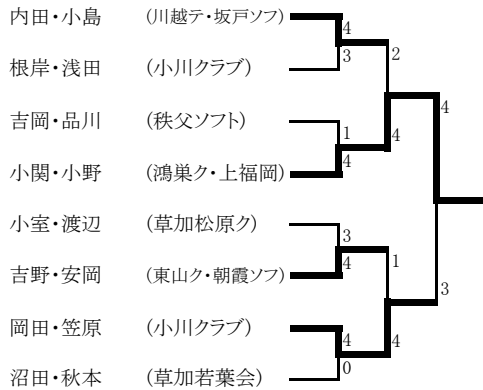 内田・小島 (川越テ・坂戸ソフ) 4
2
根岸・浅田 (小川クラブ) 3
4
吉岡・品川 (秩父ソフト) 1
4
小関・小野 (鴻巣ク・上福岡) 4
小室・渡辺 (草加松原ク) 3
1
吉野・安岡 (東山ク・朝霞ソフ) 4
3
岡田・笠原 (小川クラブ) 4
4
沼田・秋本 (草加若葉会) 0